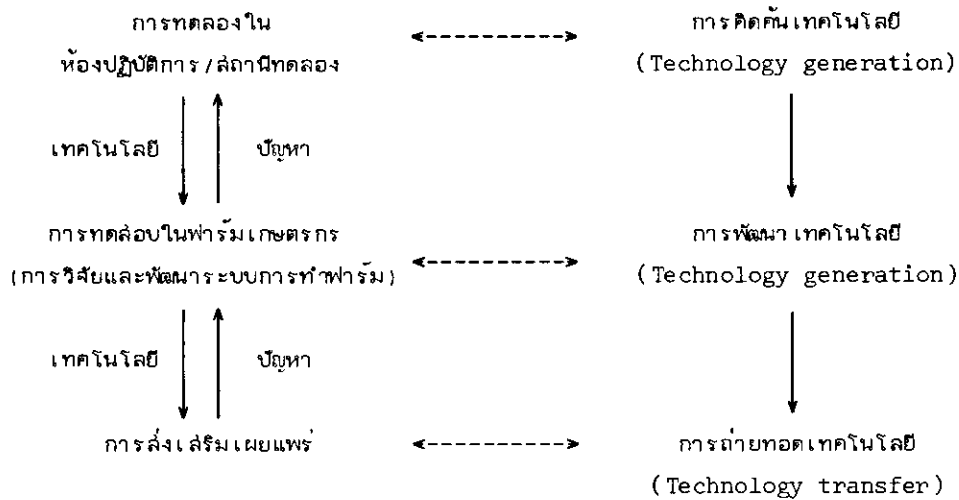 การทดลองใน
ห้องปฏิบัติการ/สถานีทดลอง
การคิดค้นเทคโนโลยี
(Technology generation)
เทคโนโลยี
ปัญหา
การทดสอบในฟาร์มเกษตรกร
(การวิจัยและพัฒนาระบบการทำฟาร์ม)
การพัฒนาเทคโนโลยี
(Technology generation)
เทคโนโลยี
ปัญหา
การส่งเสริมเผยแพร่
การถ่ายทอดเทคโนโลยี
(Technology transfer)